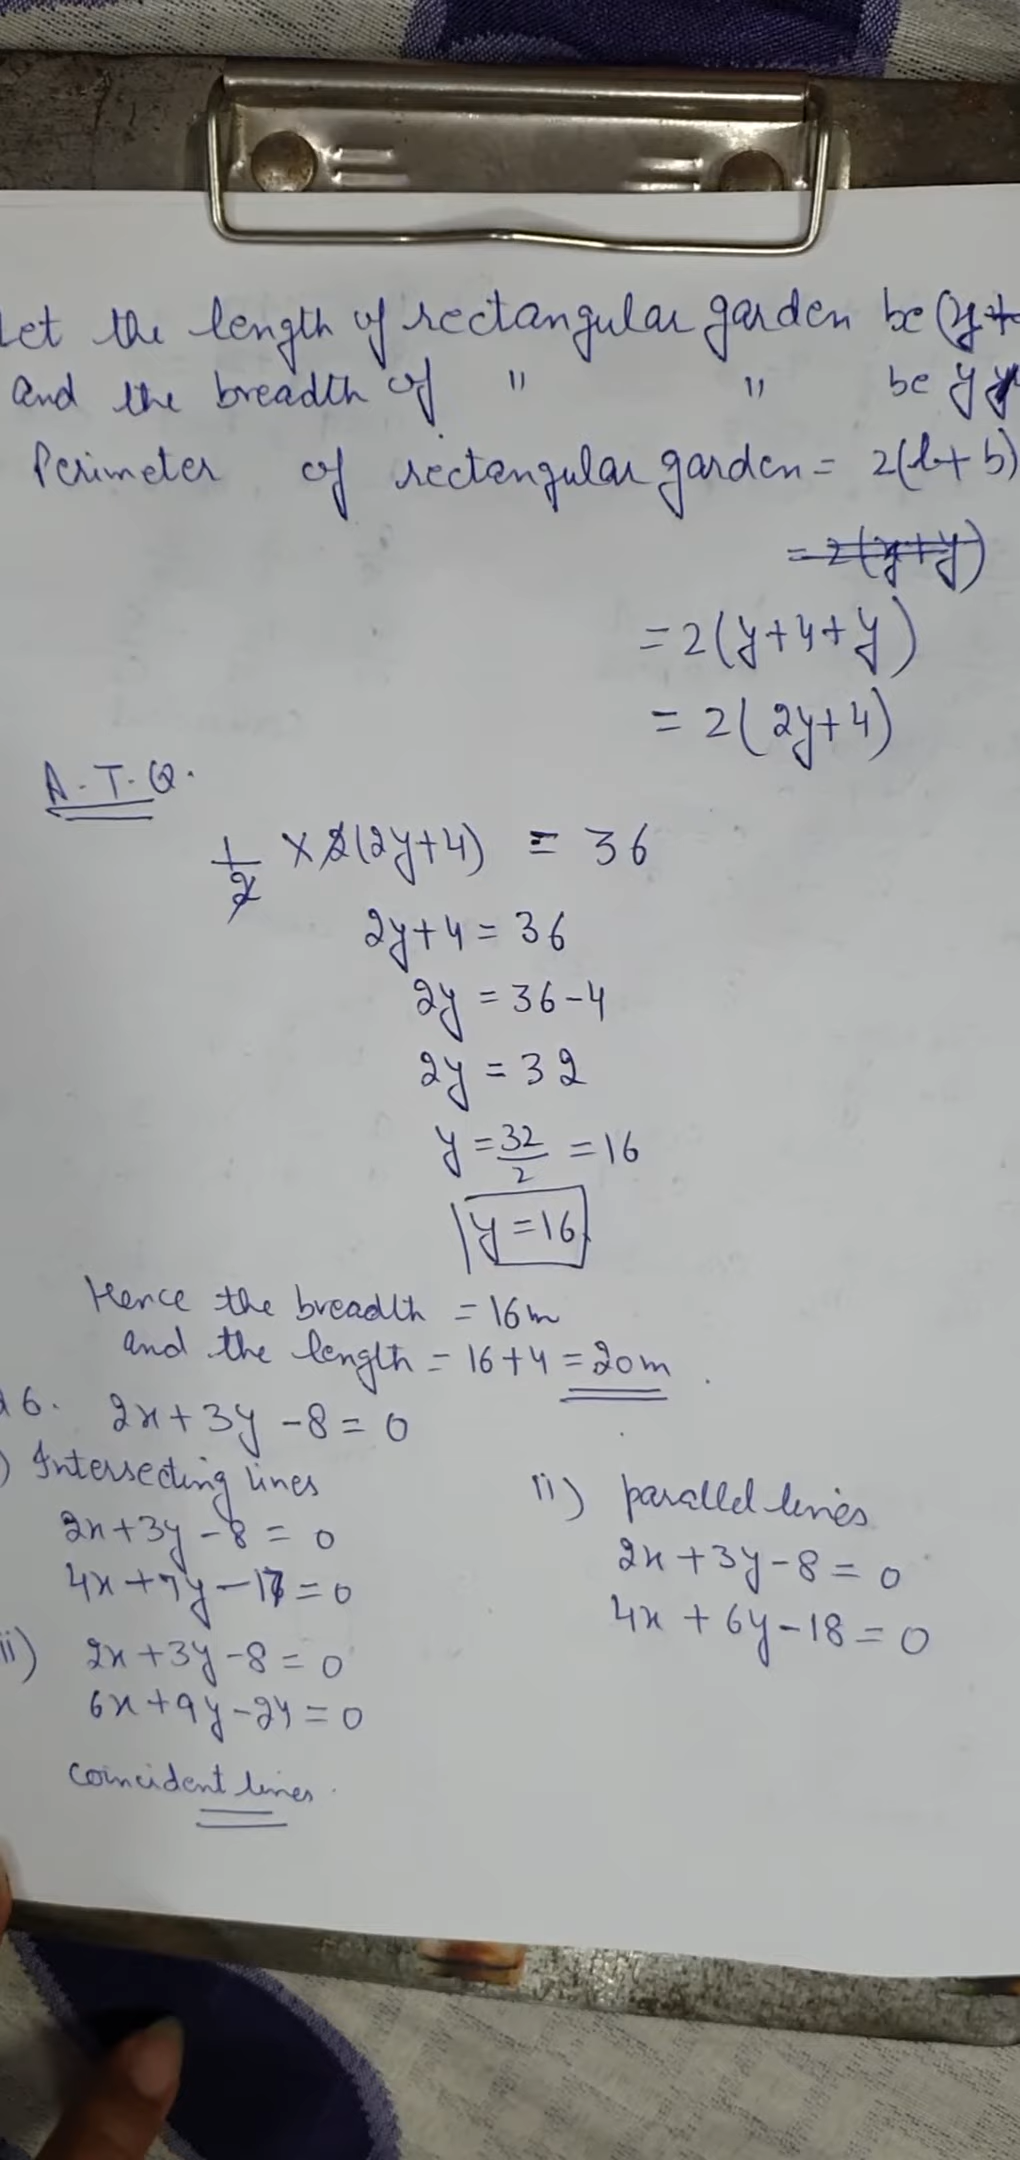 Let the length of rectangular garden be (y+
and the breadth of " " be y
Perimeter of rectangular garden = 2(l+b)
= 2(y+y)
= 2(y+4+y)
= 2(2y+4)
A.T.Q.
1/2 × 2(2y+4) = 36
2y+4 = 36
2y = 36-4
2y = 32
y = 32/2 = 16
y = 16
Hence the breadth = 16m
and the length = 16+4 = 20m.
6. 2x+3y-8=0
) Intersecting lines
2x+3y-8=0
4x+7y-17=0
ii) parallel lines
2x+3y-8=0
4x+6y-18=0
ii) 2x+3y-8=0
6x+9y-24=0
coincident lines.